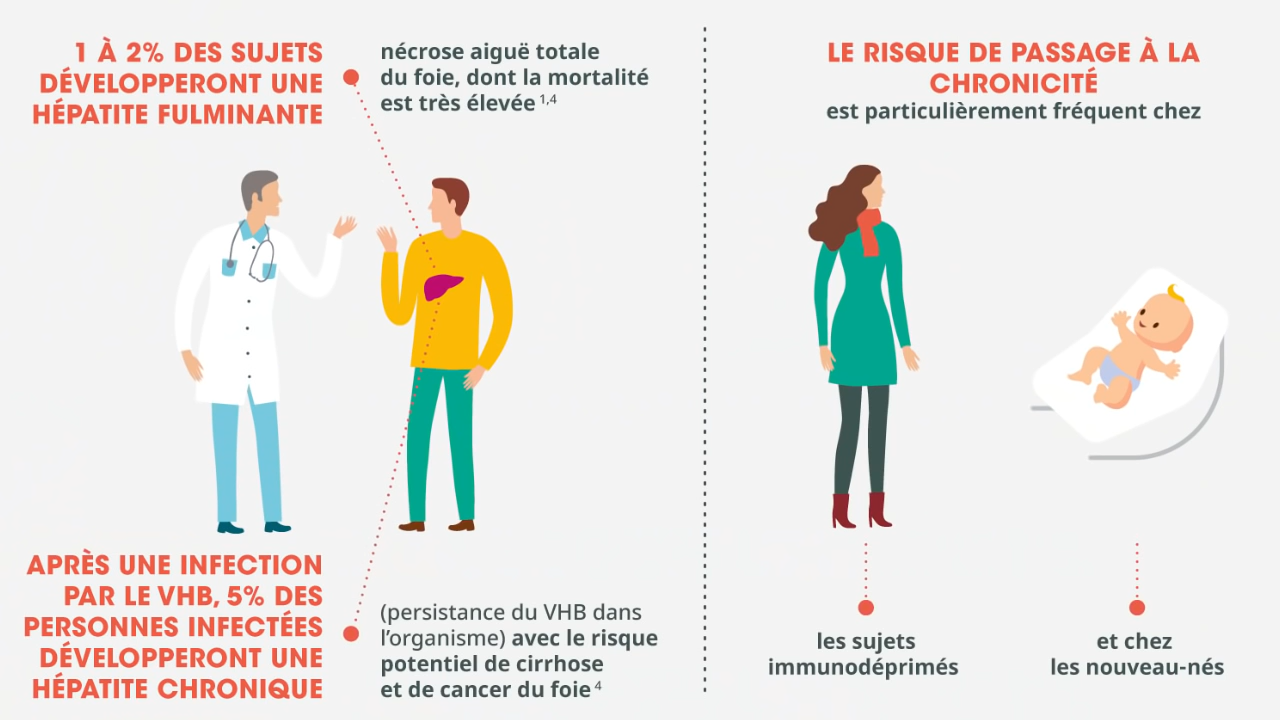 1 À 2% DES SUJETS
DÉVELOPPERONT UNE
HÉPATITE FULMINANTE
nécrose aiguë totale
du foie, dont la mortalité
est très élevée 1,4
APRÈS UNE INFECTION
PAR LE VHB, 5% DES
PERSONNES INFECTÉES
DÉVELOPPERONT UNE
HÉPATITE CHRONIQUE
(persistance du VHB dans
l’organisme) avec le risque
potentiel de cirrhose
et de cancer du foie 4
LE RISQUE DE PASSAGE À LA
CHRONICITÉ
est particulièrement fréquent chez
les sujets
immunodéprimés
et chez
les nouveau-nés